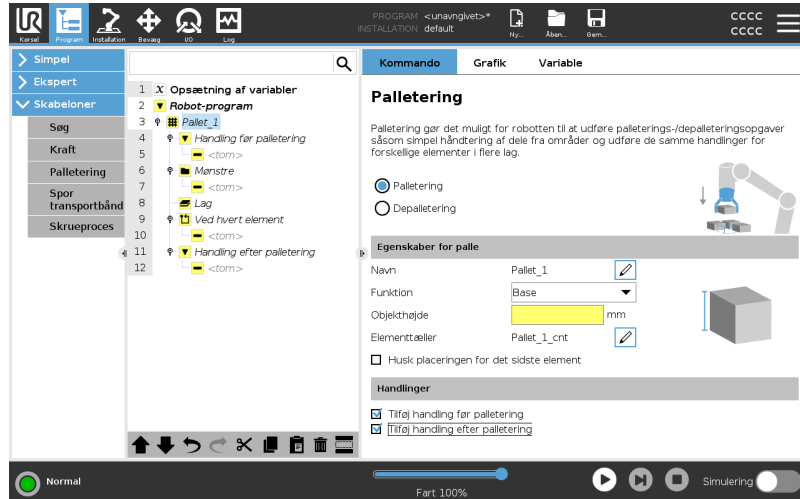 PROGRAM <unavngivet>*
INSTALLATION default
CCCC
CCCC
UR
Kørsel
Program
Installation
Bevæg
I/O
Log
Ny...
Åben...
Gem...
Simpel
Ekspert
Skabeloner
Søg
Kraft
Palletering
Spor
transportbånd
Skrueproces
1 X Opsætning af variabler
2 Robot-program
3 Pallet_1
4 Handling før palletering
5 <tom>
6 Mønstre
7 <tom>
8 Lag
9 Ved hvert element
10 <tom>
11 Handling efter palletering
12 <tom>
Kommando Grafik Variable
Palletering
Palletering gør det muligt for robotten til at udføre palleterings-/depalleteringsopgaver
såsom simpel håndtering af dele fra områder og udføre de samme handlinger for
forskellige elementer i flere lag.
Palletering
Depalletering
Egenskaber for palle
Navn Pallet_1
Funktion Base
Objekthøjde mm
Elementtæller Pallet_1_cnt
Husk placeringen for det sidste element
Handlinger
Tilføj handling før palletering
Tilføj handling efter palletering
Normal
Fart 100%
Simulering